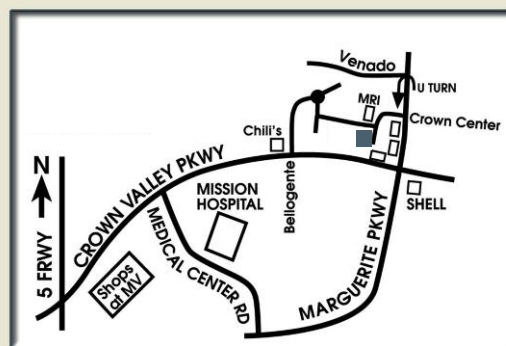 Venado
U TURN
MRI
Crown Center
Chili's
N
CROWN VALLEY PKWY
MISSION
HOSPITAL
Bellogente
SHELL
5 FRWY
Shops
at MV
MEDICAL CENTER RD
MARGUERITE PKWY